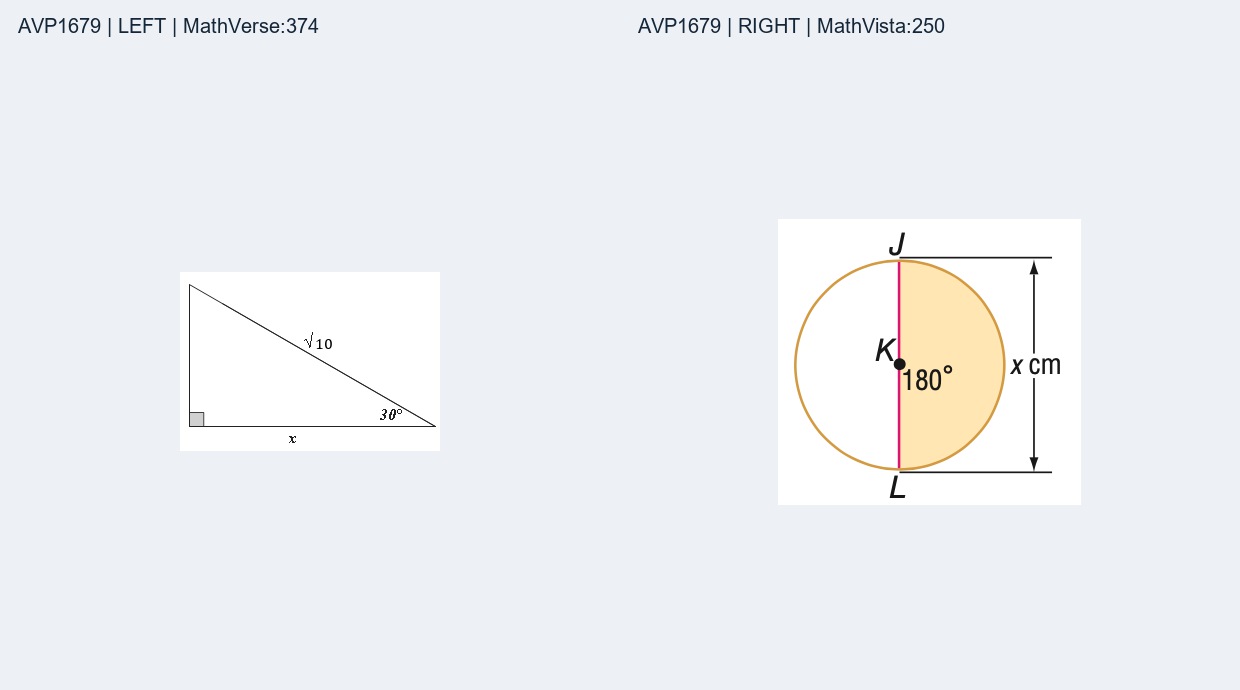 AVP1679 | LEFT | MathVerse:374
AVP1679 | RIGHT | MathVista:250
√10
30°
x
J
K
180°
x cm
L